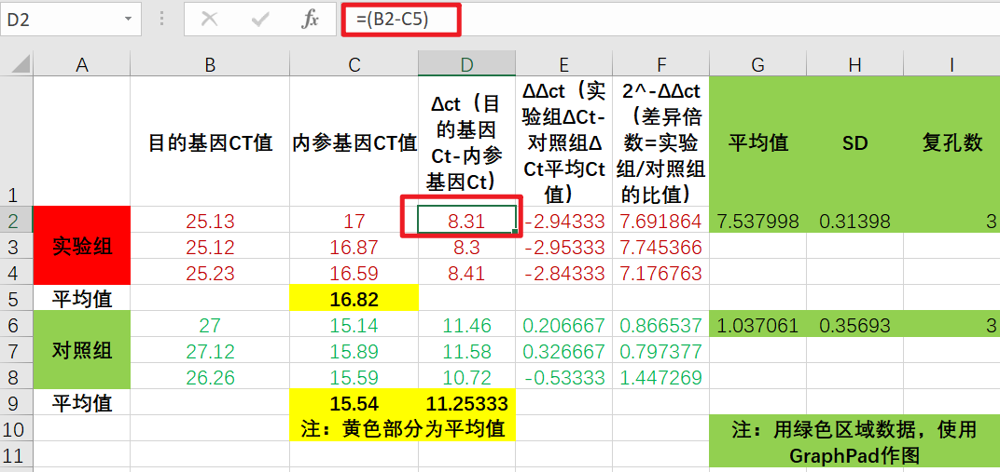 D2 fx =(B2-C5)
A B C D E F G H I
1 目的基因CT值 内参基因CT值 Δct（目的基因Ct-内参基因Ct） ΔΔct（实验组ΔCt-对照组ΔCt平均Ct值） 2^-ΔΔct（差异倍数=实验组/对照组的比值） 平均值 SD 复孔数
2 25.13 17 8.31 -2.94333 7.691864 7.537998 0.31398 3
3 实验组 25.12 16.87 8.3 -2.95333 7.745366
4 25.23 16.59 8.41 -2.84333 7.176763
5 平均值 16.82
6 27 15.14 11.46 0.206667 0.866537 1.037061 0.35693 3
7 对照组 27.12 15.89 11.58 0.326667 0.797377
8 26.26 15.59 10.72 -0.53333 1.447269
9 平均值 15.54 11.25333
10 注：黄色部分为平均值 注：用绿色区域数据，使用
11 GraphPad作图